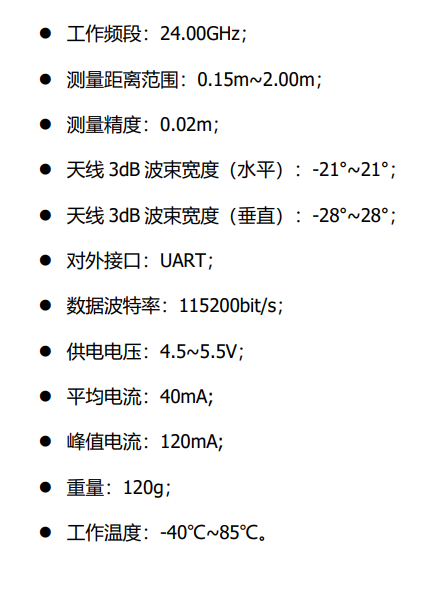 ● 工作频段：24.00GHz；
● 测量距离范围：0.15m~2.00m；
● 测量精度：0.02m；
● 天线 3dB 波束宽度（水平）：-21°~21°；
● 天线 3dB 波束宽度（垂直）：-28°~28°；
● 对外接口：UART；
● 数据波特率：115200bit/s；
● 供电电压：4.5~5.5V；
● 平均电流：40mA;
● 峰值电流：120mA;
● 重量：120g；
● 工作温度：-40℃~85℃。